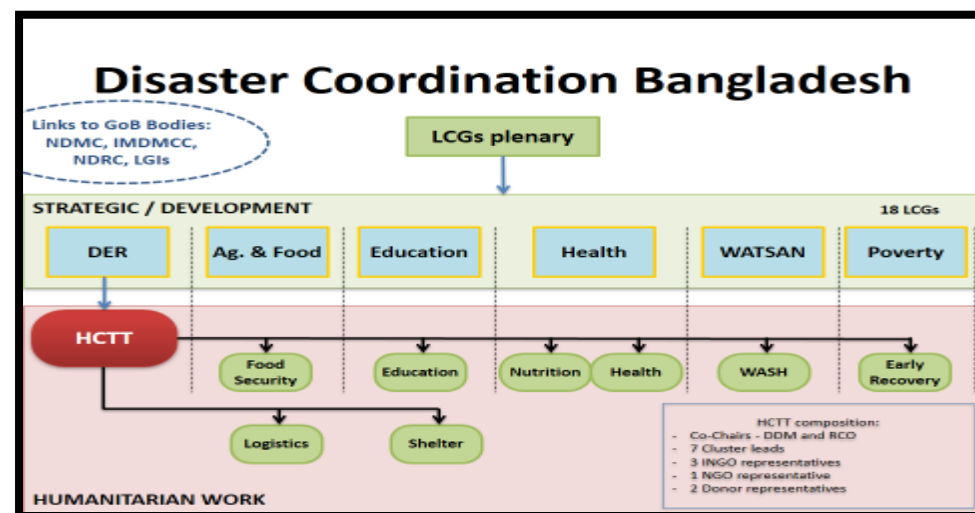 Disaster Coordination Bangladesh
Links to GoB Bodies:
NDMC, IMDMCC,
NDRC, LGIs
LCGs plenary
STRATEGIC / DEVELOPMENT
18 LCGs
DER
Ag. & Food
Education
Health
WATSAN
Poverty
HCTT
Food
Security
Education
Nutrition
Health
WASH
Early
Recovery
Logistics
Shelter
HCTT composition:
- Co-Chairs - DDM and RCO
- 7 Cluster leads
- 3 INGO representatives
- 1 NGO representative
- 2 Donor representatives
HUMANITARIAN WORK